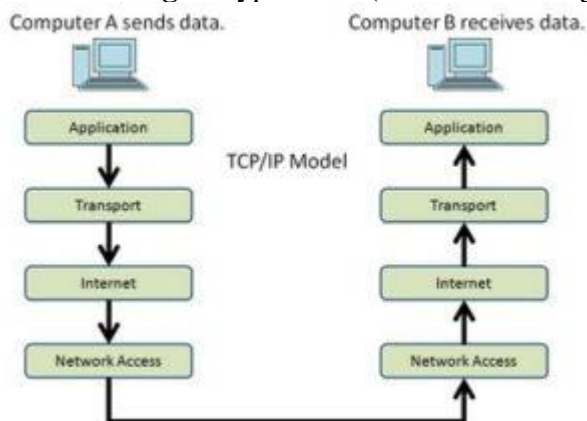 Computer A sends data. Computer B receives data.
Application Application
TCP/IP Model
Transport Transport
Internet Internet
Network Access Network Access